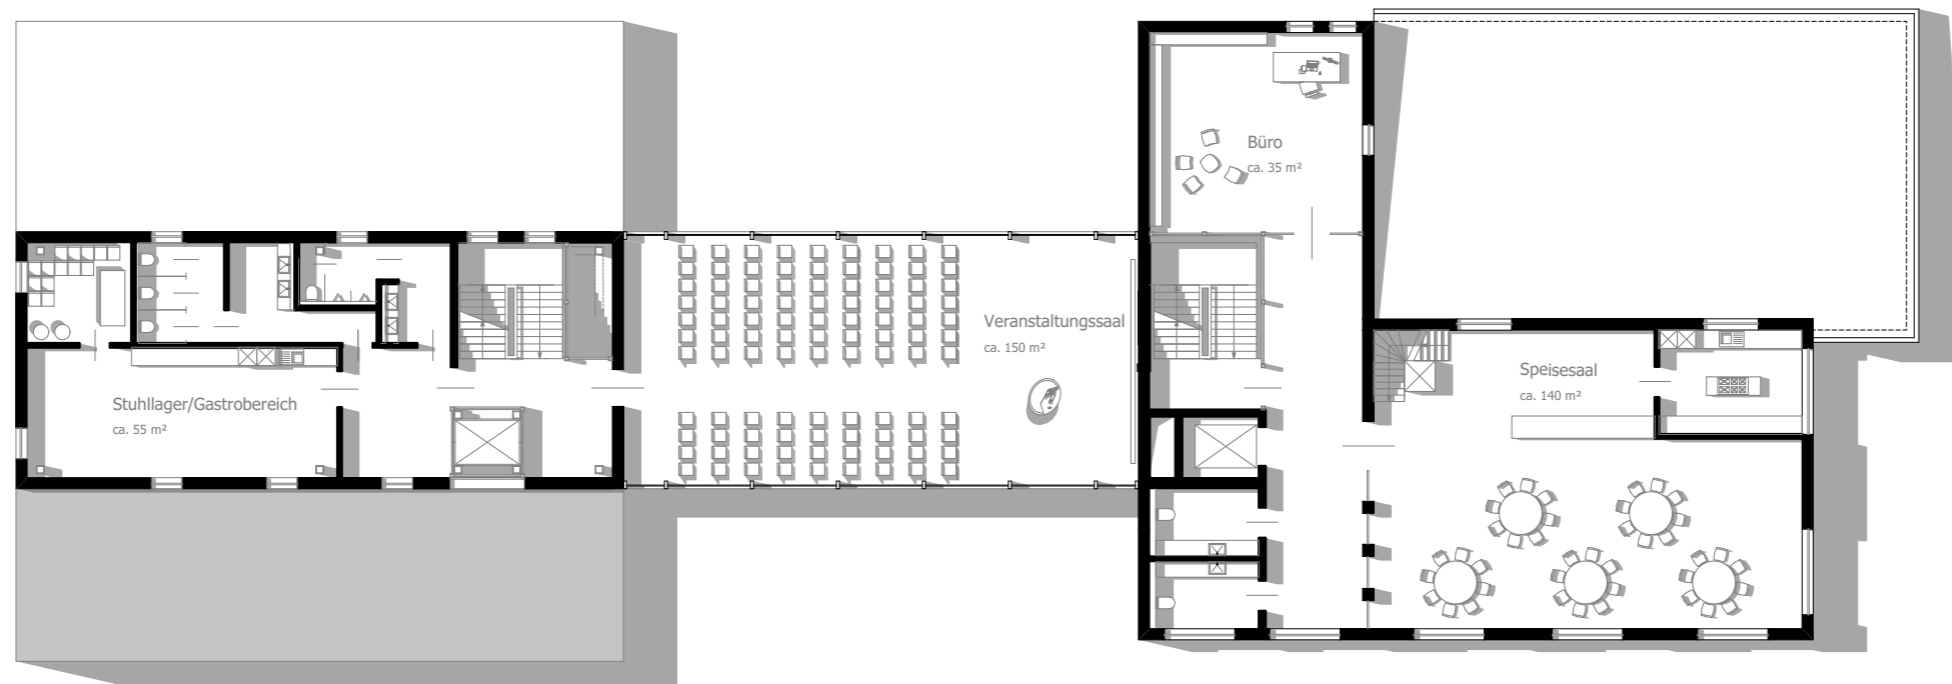 Büro
ca. 35 m²
Veranstaltungssaal
ca. 150 m²
Speisesaal
ca. 140 m²
Stuhllager/Gastrobereich
ca. 55 m²